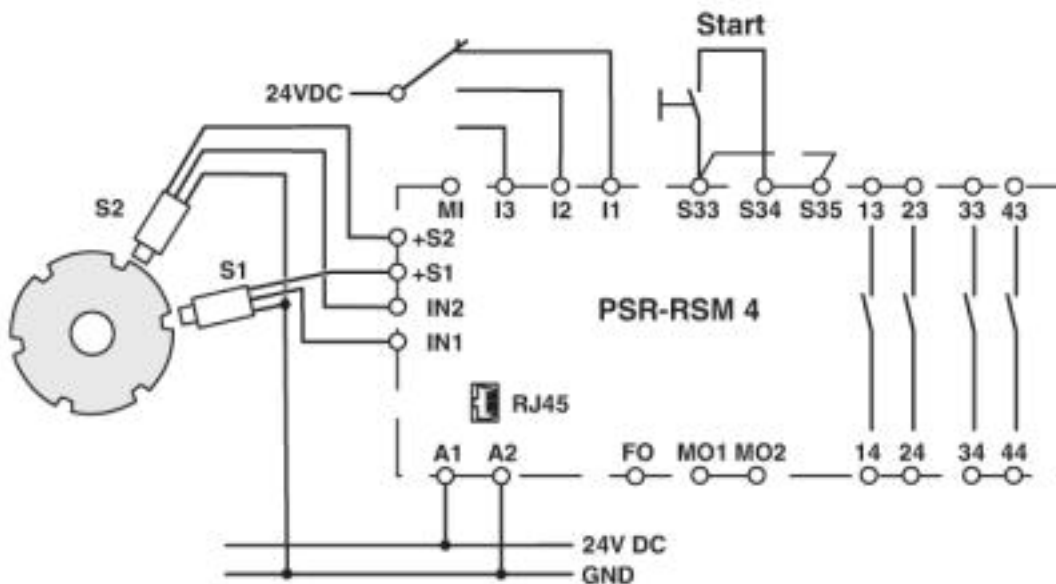 Start
24VDC
S2
MI I3 I2 I1 S33 S34 S35 13 23 33 43
+S2
S1
+S1
IN2
PSR-RSM 4
IN1
RJ45
A1 A2 FO MO1 MO2 14 24 34 44
24V DC
GND